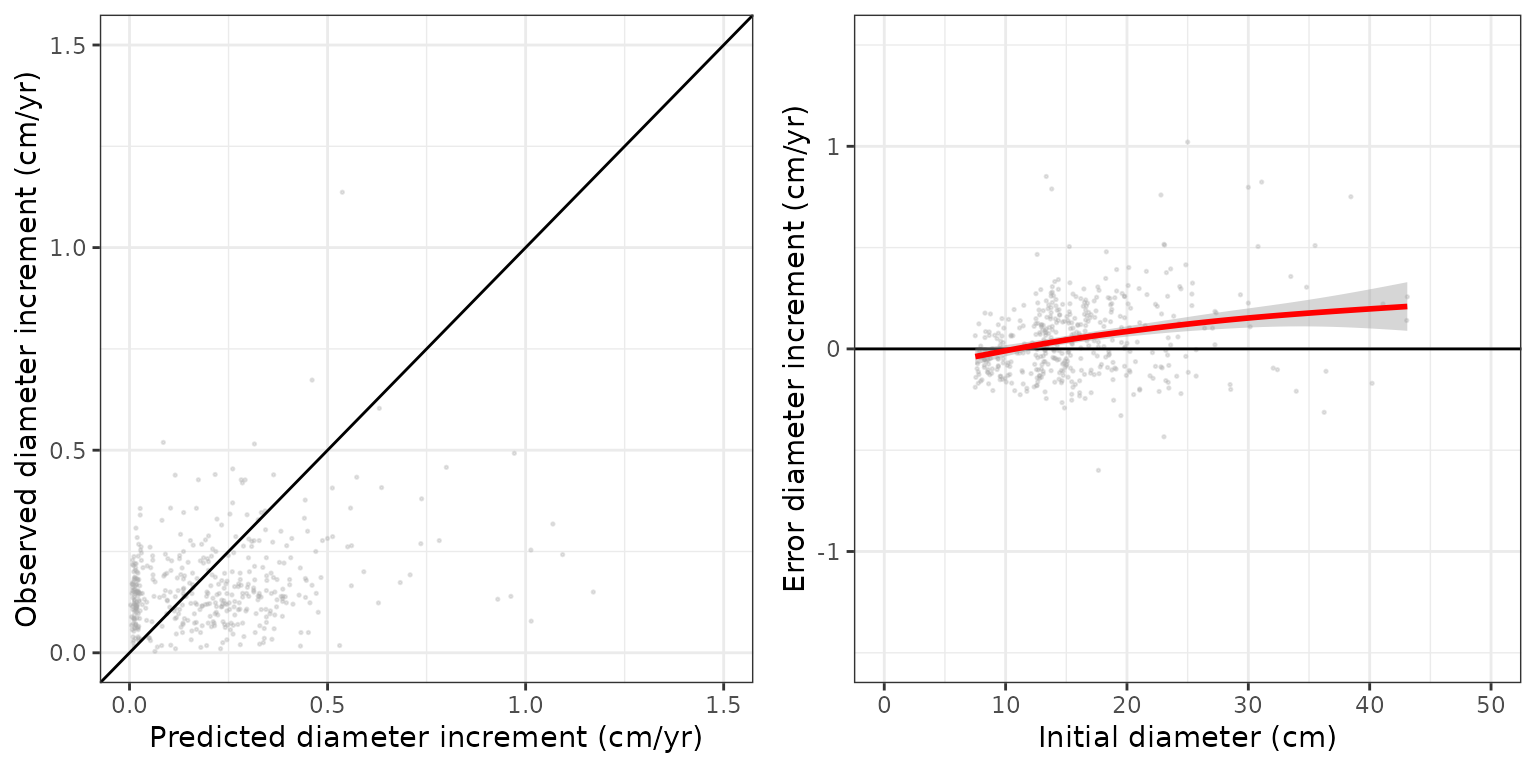 Observed diameter increment (cm/yr)
1.5
1.0
0.5
0.0
0.0 0.5 1.0 1.5
Predicted diameter increment (cm/yr)
Error diameter increment (cm/yr)
1
0
-1
0 10 20 30 40 50
Initial diameter (cm)